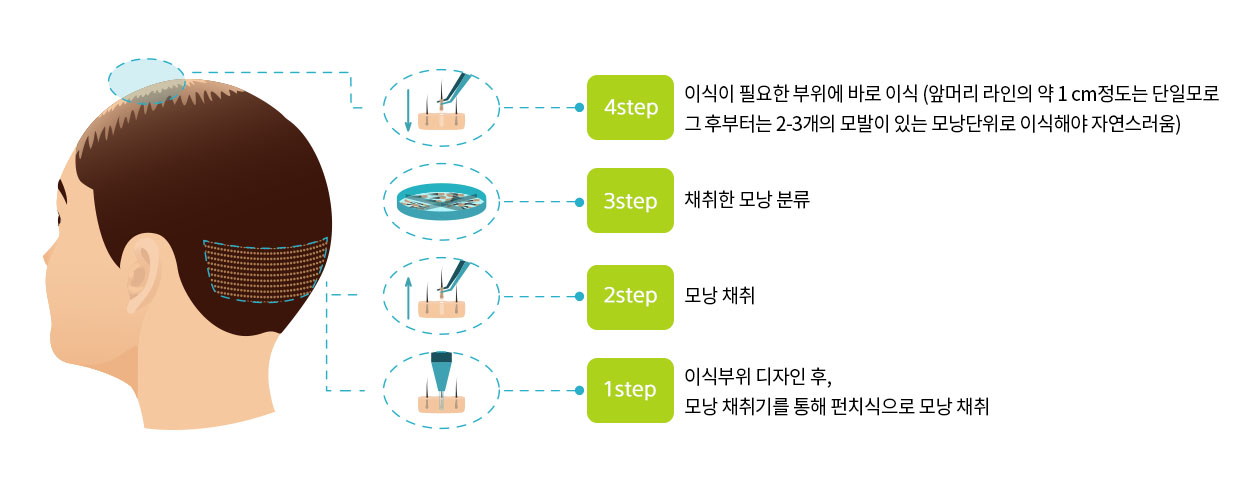 4step
이식이 필요한 부위에 바로 이식 (앞머리 라인의 약 1 cm정도는 단일모로
그 후부터는 2-3개의 모발이 있는 모낭단위로 이식해야 자연스러움)
3step
채취한 모낭 분류
2step
모낭 채취
1step
이식부위 디자인 후,
모낭 채취기를 통해 펀치식으로 모낭 채취